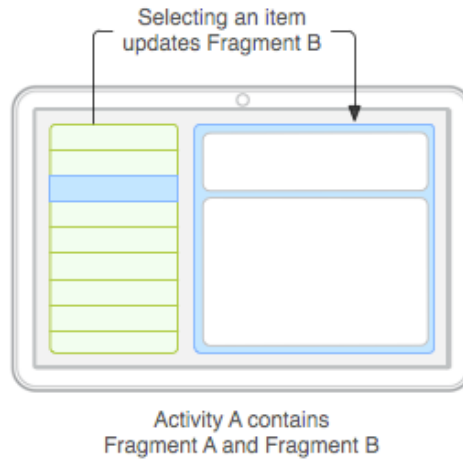 Selecting an item
updates Fragment B
Activity A contains
Fragment A and Fragment B